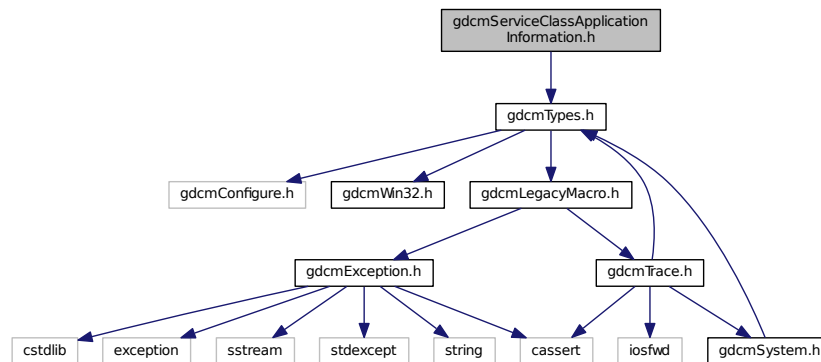 gdcmServiceClassApplication
Information.h
gdcmTypes.h
gdcmConfigure.h
gdcmWin32.h
gdcmLegacyMacro.h
gdcmException.h
gdcmTrace.h
cstdlib
exception
sstream
stdexcept
string
cassert
iosfwd
gdcmSystem.h